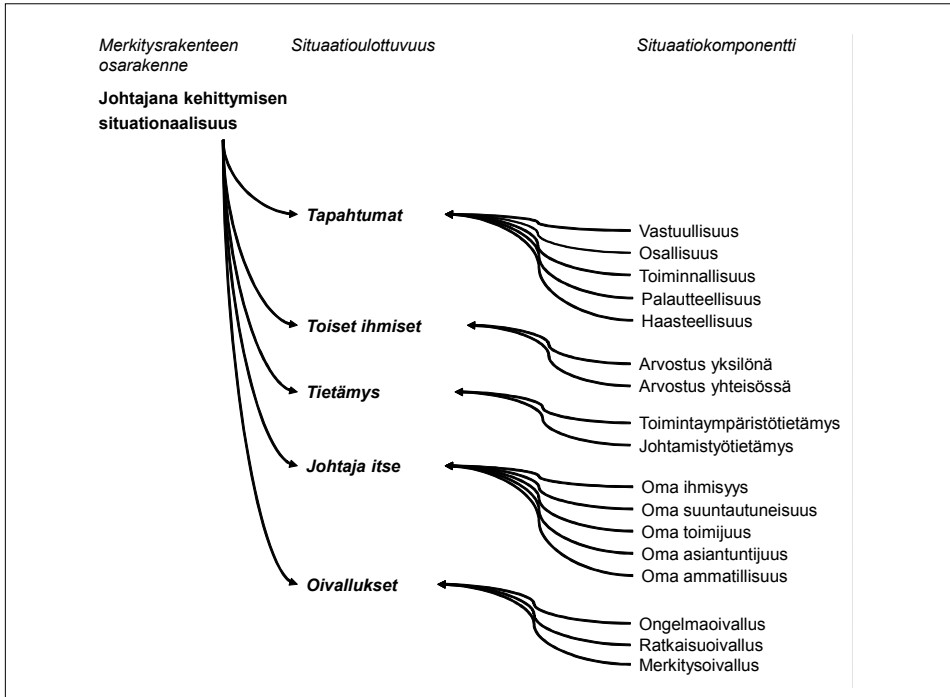 Merkitysrakenteen
osarakenne
Situaatioulottuvuus
Situaatiokomponentti
Johtajana kehittymisen
situationaalisuus
Tapahtumat
Vastuullisuus
Osallisuus
Toiminnallisuus
Palautteellisuus
Haasteellisuus
Toiset ihmiset
Arvostus yksilönä
Arvostus yhteisössä
Tietämys
Toimintaympäristötietämys
Johtamistyötietämys
Johtaja itse
Oma ihmisyys
Oma suuntautuneisuus
Oma toimijuus
Oma asiantuntijuus
Oma ammatillisuus
Oivallukset
Ongelmaoivallus
Ratkaisuoivallus
Merkitysoivallus